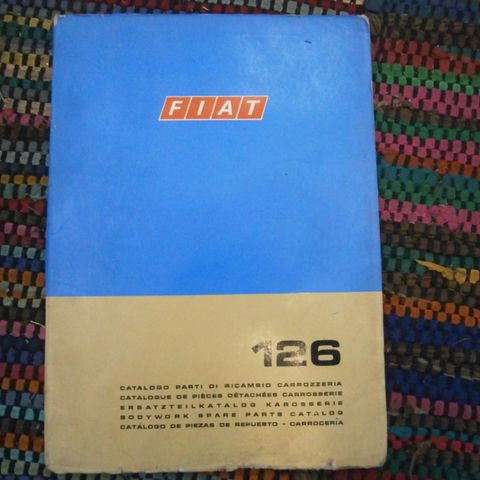 FIAT
126
CATALOGO PARTI DI RICAMBIO CARROZZERIA
CATALOGUE DE PIÈCES DÉTACHÉES CARROSSERIE
ERSATZTEILKATALOG KAROSSERIE
BODYWORK SPARE PARTS CATALOG
CATÁLOGO DE PIEZAS DE REPUESTO - CARROCERÍA